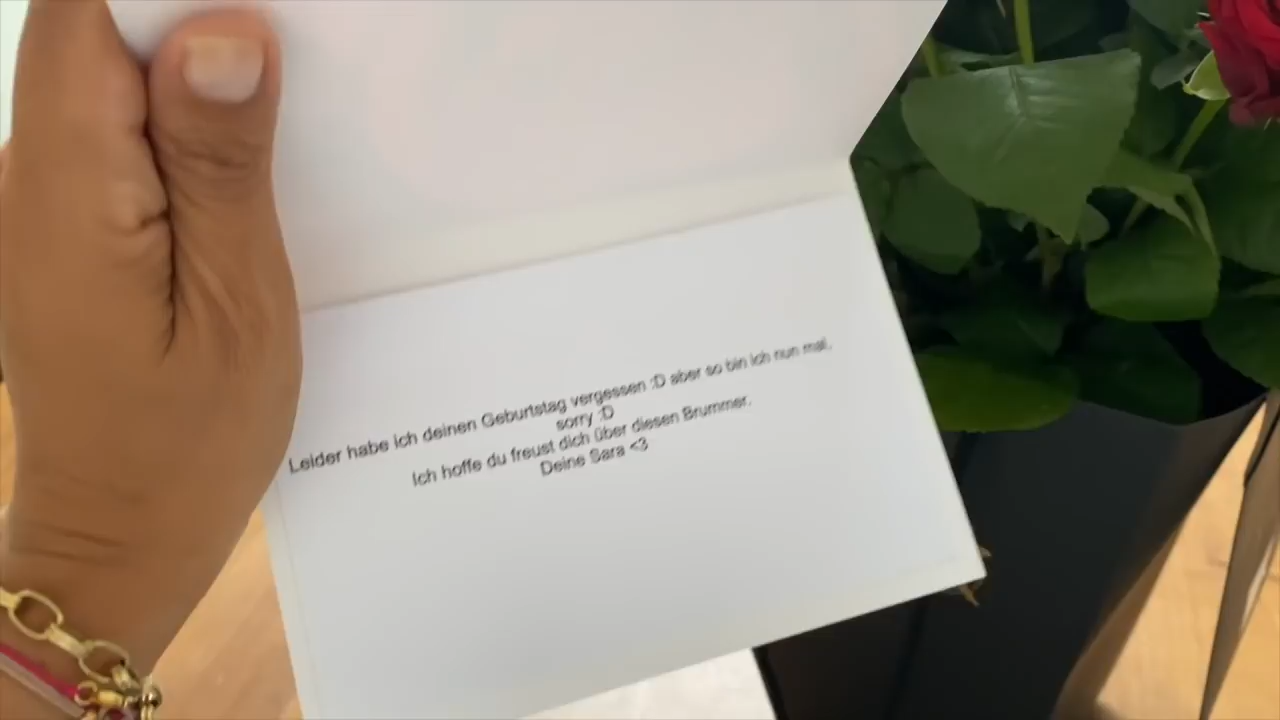 Leider habe ich deinen Geburtstag vergessen :D aber so bin ich nun mal,
sorry :D
Ich hoffe du freust dich über diesen Brummer.
Deine Sara <3